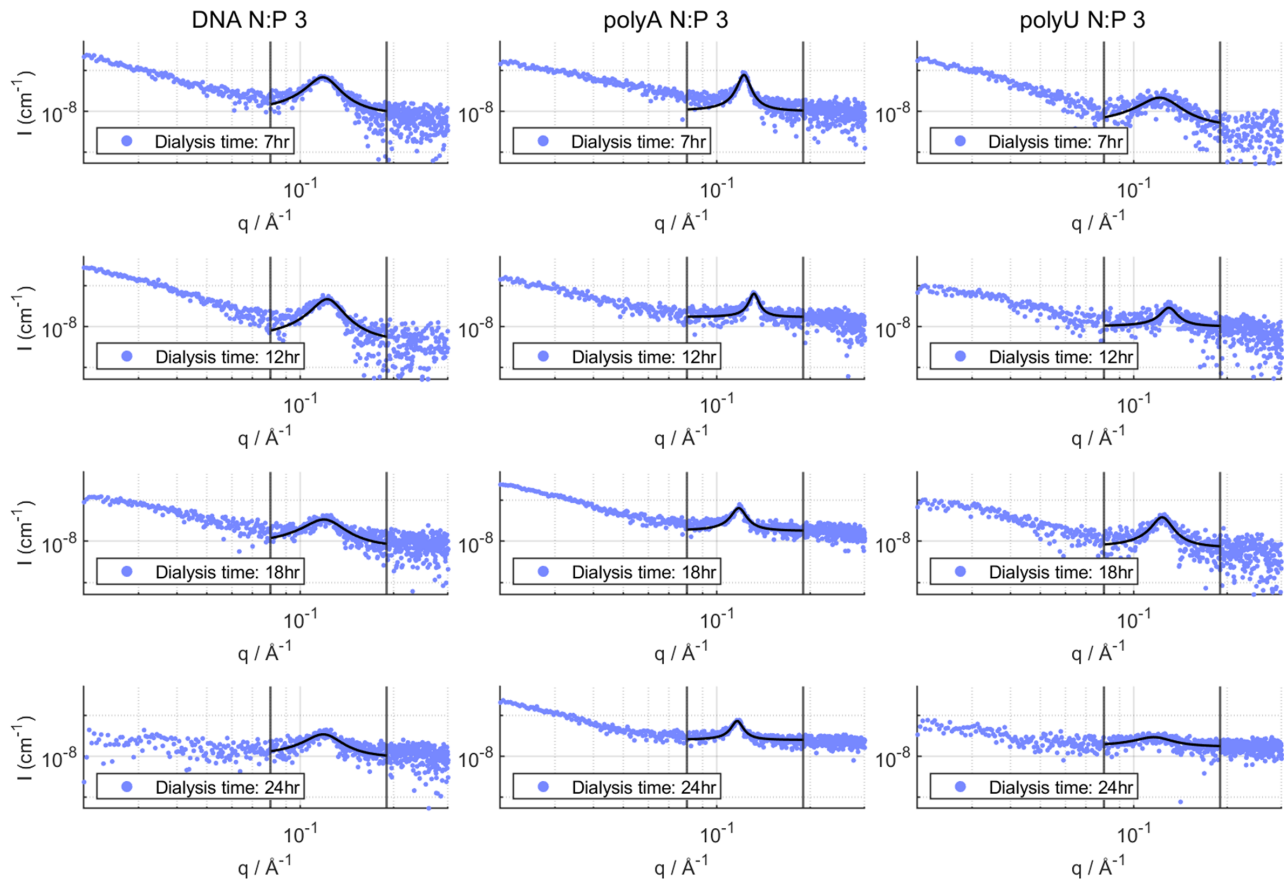 DNA N:P 3 polyA N:P 3 polyU N:P 3
I (cm⁻¹) 10⁻⁸ 10⁻⁸ 10⁻⁸
Dialysis time: 7hr Dialysis time: 7hr Dialysis time: 7hr
10⁻¹ 10⁻¹ 10⁻¹
q / Å⁻¹ q / Å⁻¹ q / Å⁻¹
I (cm⁻¹) 10⁻⁸ 10⁻⁸ 10⁻⁸
Dialysis time: 12hr Dialysis time: 12hr Dialysis time: 12hr
10⁻¹ 10⁻¹ 10⁻¹
q / Å⁻¹ q / Å⁻¹ q / Å⁻¹
I (cm⁻¹) 10⁻⁸ 10⁻⁸ 10⁻⁸
Dialysis time: 18hr Dialysis time: 18hr Dialysis time: 18hr
10⁻¹ 10⁻¹ 10⁻¹
q / Å⁻¹ q / Å⁻¹ q / Å⁻¹
I (cm⁻¹) 10⁻⁸ 10⁻⁸ 10⁻⁸
Dialysis time: 24hr Dialysis time: 24hr Dialysis time: 24hr
10⁻¹ 10⁻¹ 10⁻¹
q / Å⁻¹ q / Å⁻¹ q / Å⁻¹